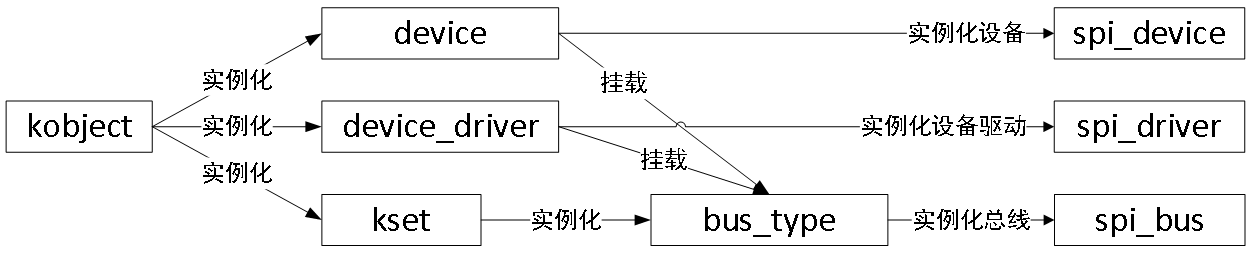 device
实例化设备
spi_device
实例化
挂载
kobject
实例化
device_driver
实例化设备驱动
spi_driver
挂载
实例化
kset
实例化
bus_type
实例化总线
spi_bus